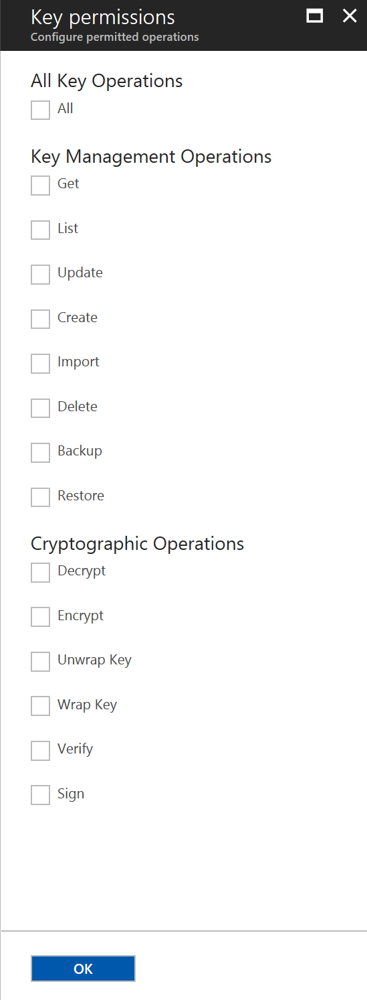 Key permissions
Configure permitted operations
All Key Operations
All
Key Management Operations
Get
List
Update
Create
Import
Delete
Backup
Restore
Cryptographic Operations
Decrypt
Encrypt
Unwrap Key
Wrap Key
Verify
Sign
OK